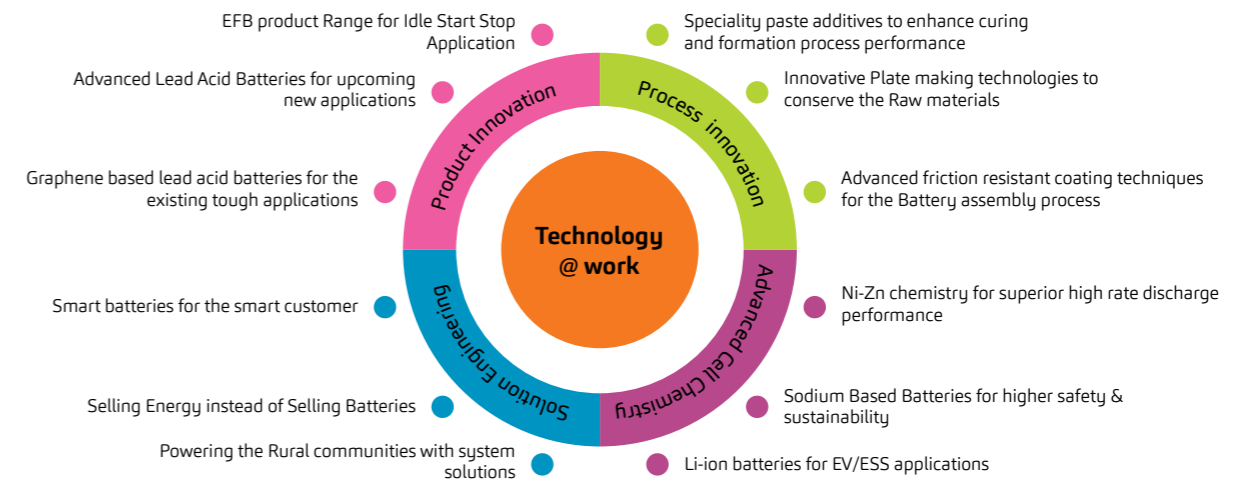 EFB product Range for Idle Start Stop
Application
Advanced Lead Acid Batteries for upcoming
new applications
Graphene based lead acid batteries for the
existing tough applications
Smart batteries for the smart customer
Selling Energy instead of Selling Batteries
Powering the Rural communities with system
solutions
Product Innovation
Process innovation
Technology
@ work
Solution Engineering
Advanced Cell Chemistry
Speciality paste additives to enhance curing
and formation process performance
Innovative Plate making technologies to
conserve the Raw materials
Advanced friction resistant coating techniques
for the Battery assembly process
Ni-Zn chemistry for superior high rate discharge
performance
Sodium Based Batteries for higher safety &
sustainability
Li-ion batteries for EV/ESS applications